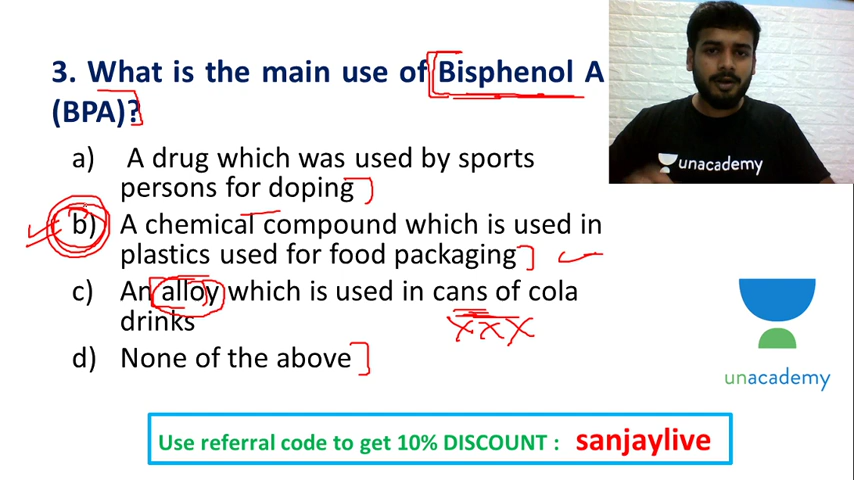 3. What is the main use of Bisphenol A
(BPA)?
a) A drug which was used by sports
persons for doping
b) A chemical compound which is used in
plastics used for food packaging
c) An alloy which is used in cans of cola
drinks
d) None of the above
Use referral code to get 10% DISCOUNT : sanjaylive
unacademy
unacademy